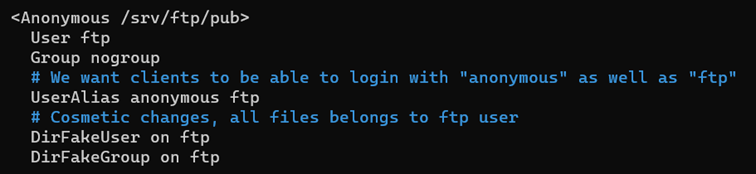 <Anonymous /srv/ftp/pub>
  User ftp
  Group nogroup
  # We want clients to be able to login with "anonymous" as well as "ftp"
  UserAlias anonymous ftp
  # Cosmetic changes, all files belongs to ftp user
  DirFakeUser on ftp
  DirFakeGroup on ftp